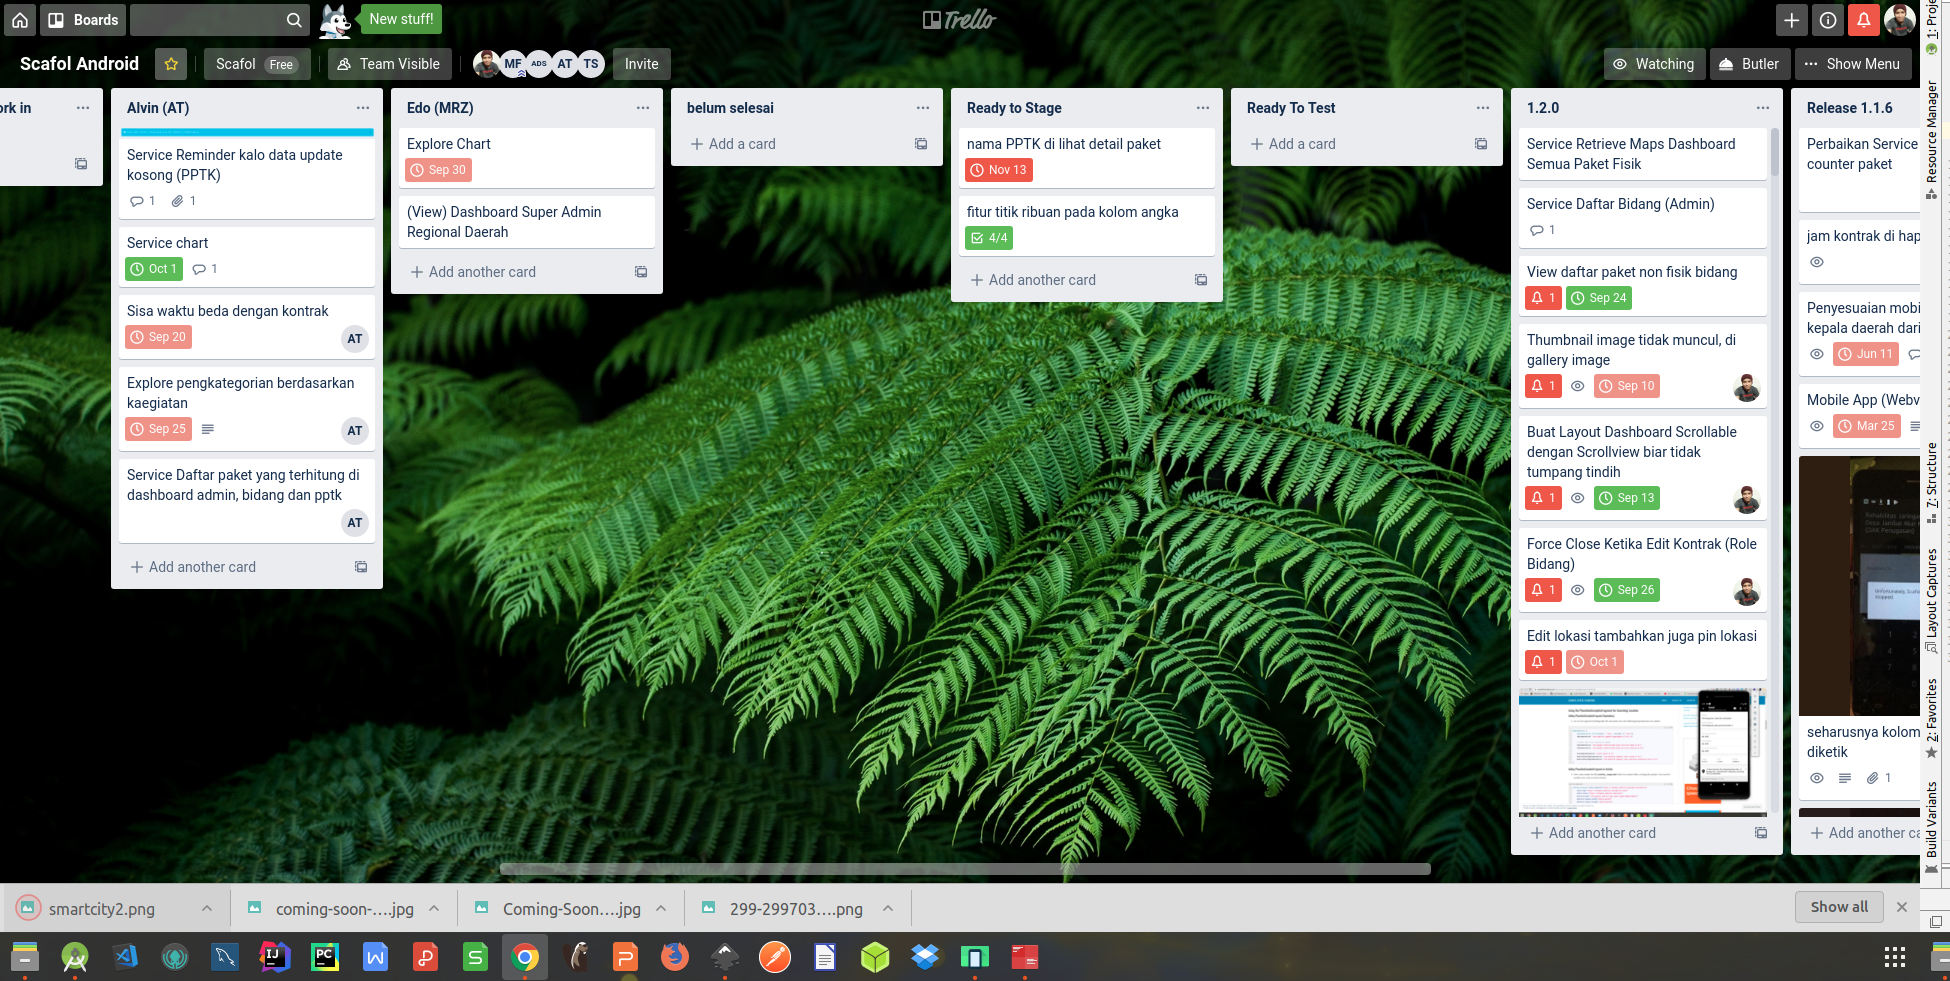 Boards
New stuff!
Trello
Scafol Android
Scafol Free
Team Visible
MF
ADS
AT
TS
Invite
Watching
Butler
Show Menu
ork in
Alvin (AT)
Service Reminder kalo data update
kosong (PPTK)
1
1
Service chart
Oct 1
1
Sisa waktu beda dengan kontrak
Sep 20
AT
Explore pengkategorian berdasarkan
kaegiatan
Sep 25
AT
Service Daftar paket yang terhitung di
dashboard admin, bidang dan pptk
AT
+ Add another card
Edo (MRZ)
Explore Chart
Sep 30
(View) Dashboard Super Admin
Regional Daerah
+ Add another card
belum selesai
+ Add a card
Ready to Stage
nama PPTK di lihat detail paket
Nov 13
fitur titik ribuan pada kolom angka
4/4
+ Add another card
Ready To Test
+ Add a card
1.2.0
Service Retrieve Maps Dashboard
Semua Paket Fisik
Service Daftar Bidang (Admin)
1
View daftar paket non fisik bidang
1 Sep 24
Thumbnail image tidak muncul, di
gallery image
1 Sep 10
Buat Layout Dashboard Scrollable
dengan Scrollview biar tidak
tumpang tindih
1 Sep 13
Force Close Ketika Edit Kontrak (Role
Bidang)
1 Sep 26
Edit lokasi tambahkan juga pin lokasi
1 Oct 1
+ Add another card
Release 1.1.6
Perbaikan Service
counter paket
jam kontrak di hap
Penyesuaian mobi
kepala daerah dari
Jun 11
Mobile App (Webv
Mar 25
seharusnya kolom
diketik
1
+ Add another ca
1: Proje
Resource Manager
7: Structure
Layout Captures
2: Favorites
Build Variants
smartcity2.png
coming-soon-....jpg
Coming-Soon....jpg
299-299703....png
Show all
IJ
PC
W
P
S
P